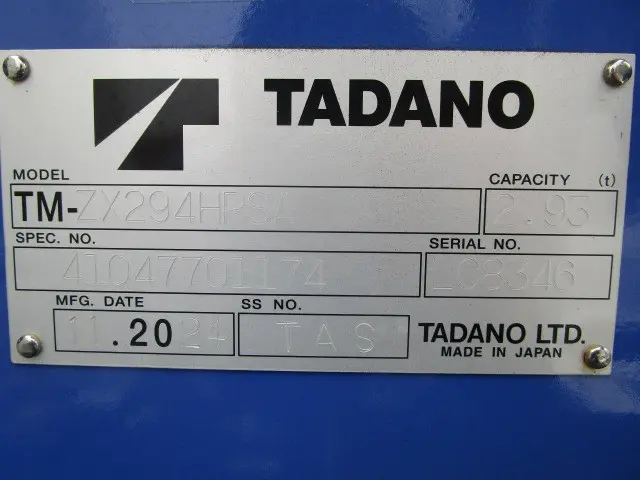 TADANO
MODEL
CAPACITY (t)
TM-ZX294HPSA
2.93
SPEC. NO.
SERIAL NO.
41047701174
LC8346
MFG. DATE
SS NO.
11.2024
TAS
TADANO LTD.
MADE IN JAPAN